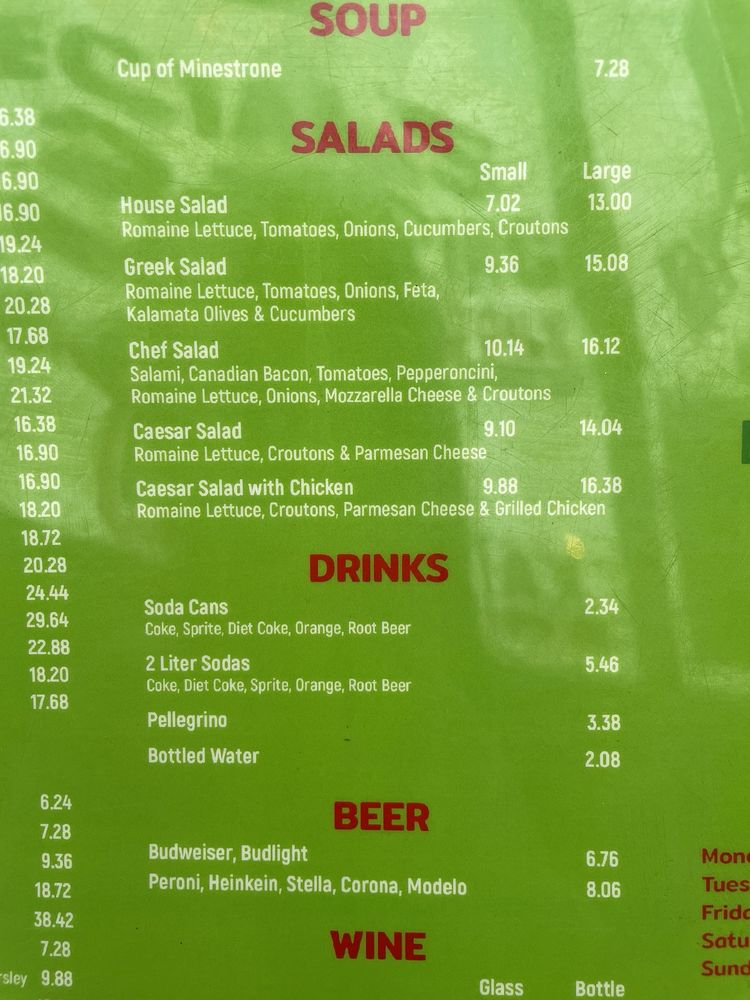 SOUP
Cup of Minestrone 7.28
SALADS
Small Large
House Salad 7.02 13.00
Romaine Lettuce, Tomatoes, Onions, Cucumbers, Croutons
Greek Salad 9.36 15.08
Romaine Lettuce, Tomatoes, Onions, Feta,
Kalamata Olives & Cucumbers
Chef Salad 10.14 16.12
Salami, Canadian Bacon, Tomatoes, Pepperoncini,
Romaine Lettuce, Onions, Mozzarella Cheese & Croutons
Caesar Salad 9.10 14.04
Romaine Lettuce, Croutons & Parmesan Cheese
Caesar Salad with Chicken 9.88 16.38
Romaine Lettuce, Croutons, Parmesan Cheese & Grilled Chicken
DRINKS
Soda Cans 2.34
Coke, Sprite, Diet Coke, Orange, Root Beer
2 Liter Sodas 5.46
Coke, Diet Coke, Sprite, Orange, Root Beer
Pellegrino 3.38
Bottled Water 2.08
BEER
Budweiser, Budlight 6.76
Peroni, Heinkein, Stella, Corona, Modelo 8.06
WINE
Glass Bottle
6.38
6.90
6.90
16.90
19.24
18.20
20.28
17.68
19.24
21.32
16.38
16.90
16.90
18.20
18.72
20.28
24.44
29.64
22.88
18.20
17.68
6.24
7.28
9.36
18.72
38.42
7.28
rsley 9.88
Mond
Tues
Frida
Satu
Sund